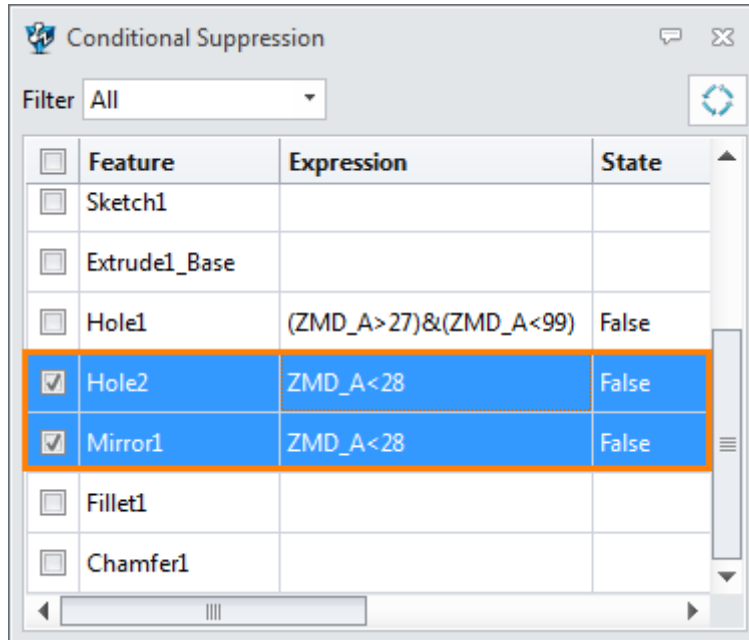 Conditional Suppression
Filter All
Feature Expression State
Sketch1
Extrude1_Base
Hole1 (ZMD_A>27)&(ZMD_A<99) False
Hole2 ZMD_A<28 False
Mirror1 ZMD_A<28 False
Fillet1
Chamfer1